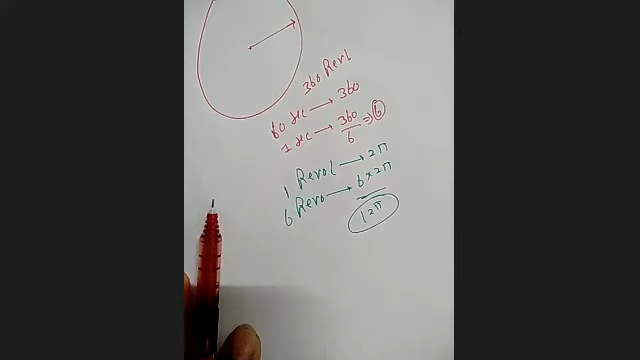 360 Revl
60 sec → 360
1 sec → 360/6 ⇒ 6
1 Revol → 2π
6 Revo → 6×2π
12π